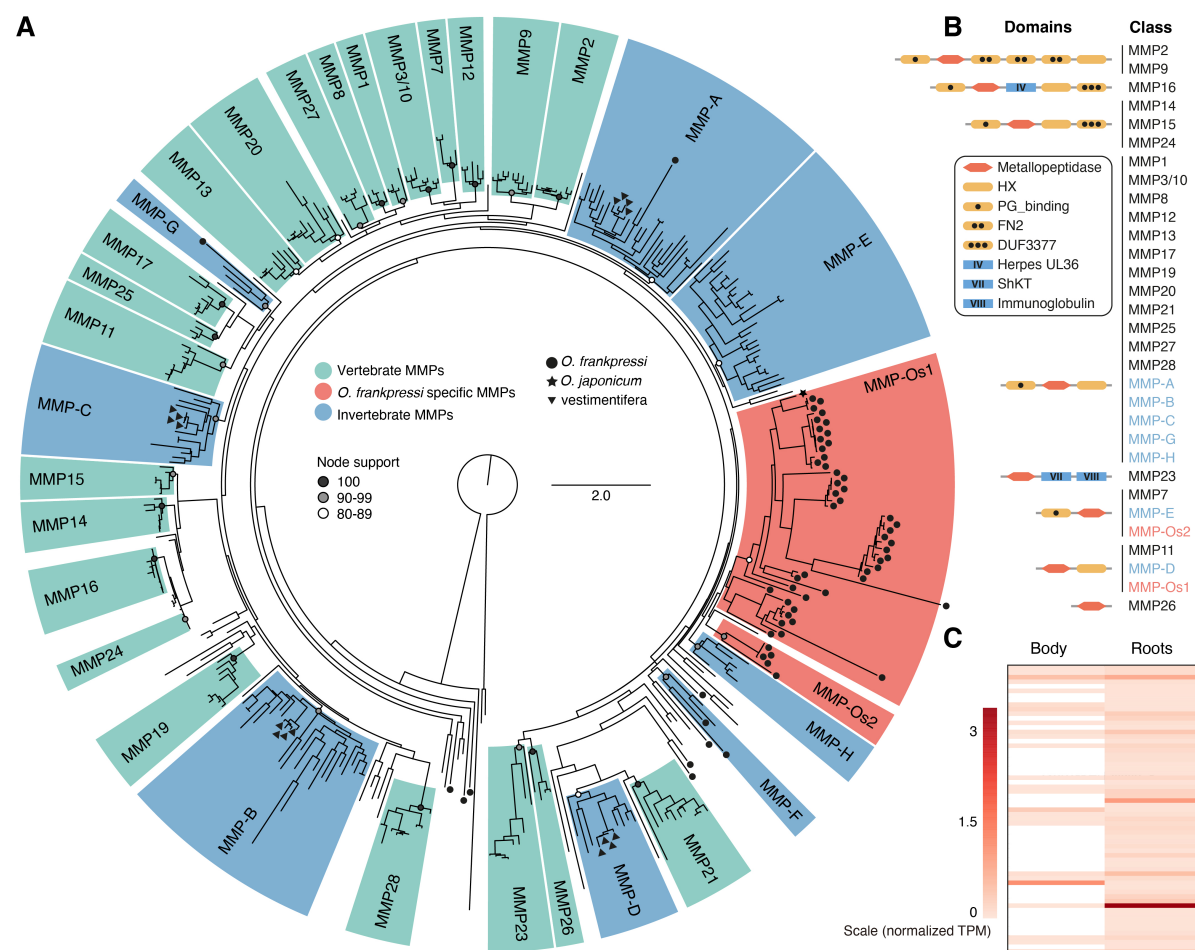 A
MMP27
MMP8
MMP1
MMP3/10
MMP7
MMP12
MMP9
MMP2
MMP-A
MMP-E
MMP20
MMP13
MMP-G
MMP17
MMP25
MMP11
MMP-C
MMP15
MMP14
MMP16
MMP24
MMP19
MMP-B
MMP28
MMP23
MMP26
MMP-D
MMP21
MMP-F
MMP-H
MMP-Os2
MMP-Os1
Vertebrate MMPs
O. frankpressi specific MMPs
Invertebrate MMPs
O. frankpressi
O. japonicum
vestimentifera
Node support
100
90-99
80-89
2.0
B
Domains
Class
MMP2
MMP9
MMP16
MMP14
MMP15
MMP24
MMP1
MMP3/10
MMP8
MMP12
MMP13
MMP17
MMP19
MMP20
MMP21
MMP25
MMP27
MMP28
MMP-A
MMP-B
MMP-C
MMP-G
MMP-H
MMP23
MMP7
MMP-E
MMP-Os2
MMP11
MMP-D
MMP-Os1
MMP26
IV
Metallopeptidase
HX
PG_binding
FN2
DUF3377
IV Herpes UL36
VII ShKT
VIII Immunoglobulin
VII VIII
C
Body Roots
3
1.5
0
Scale (normalized TPM)